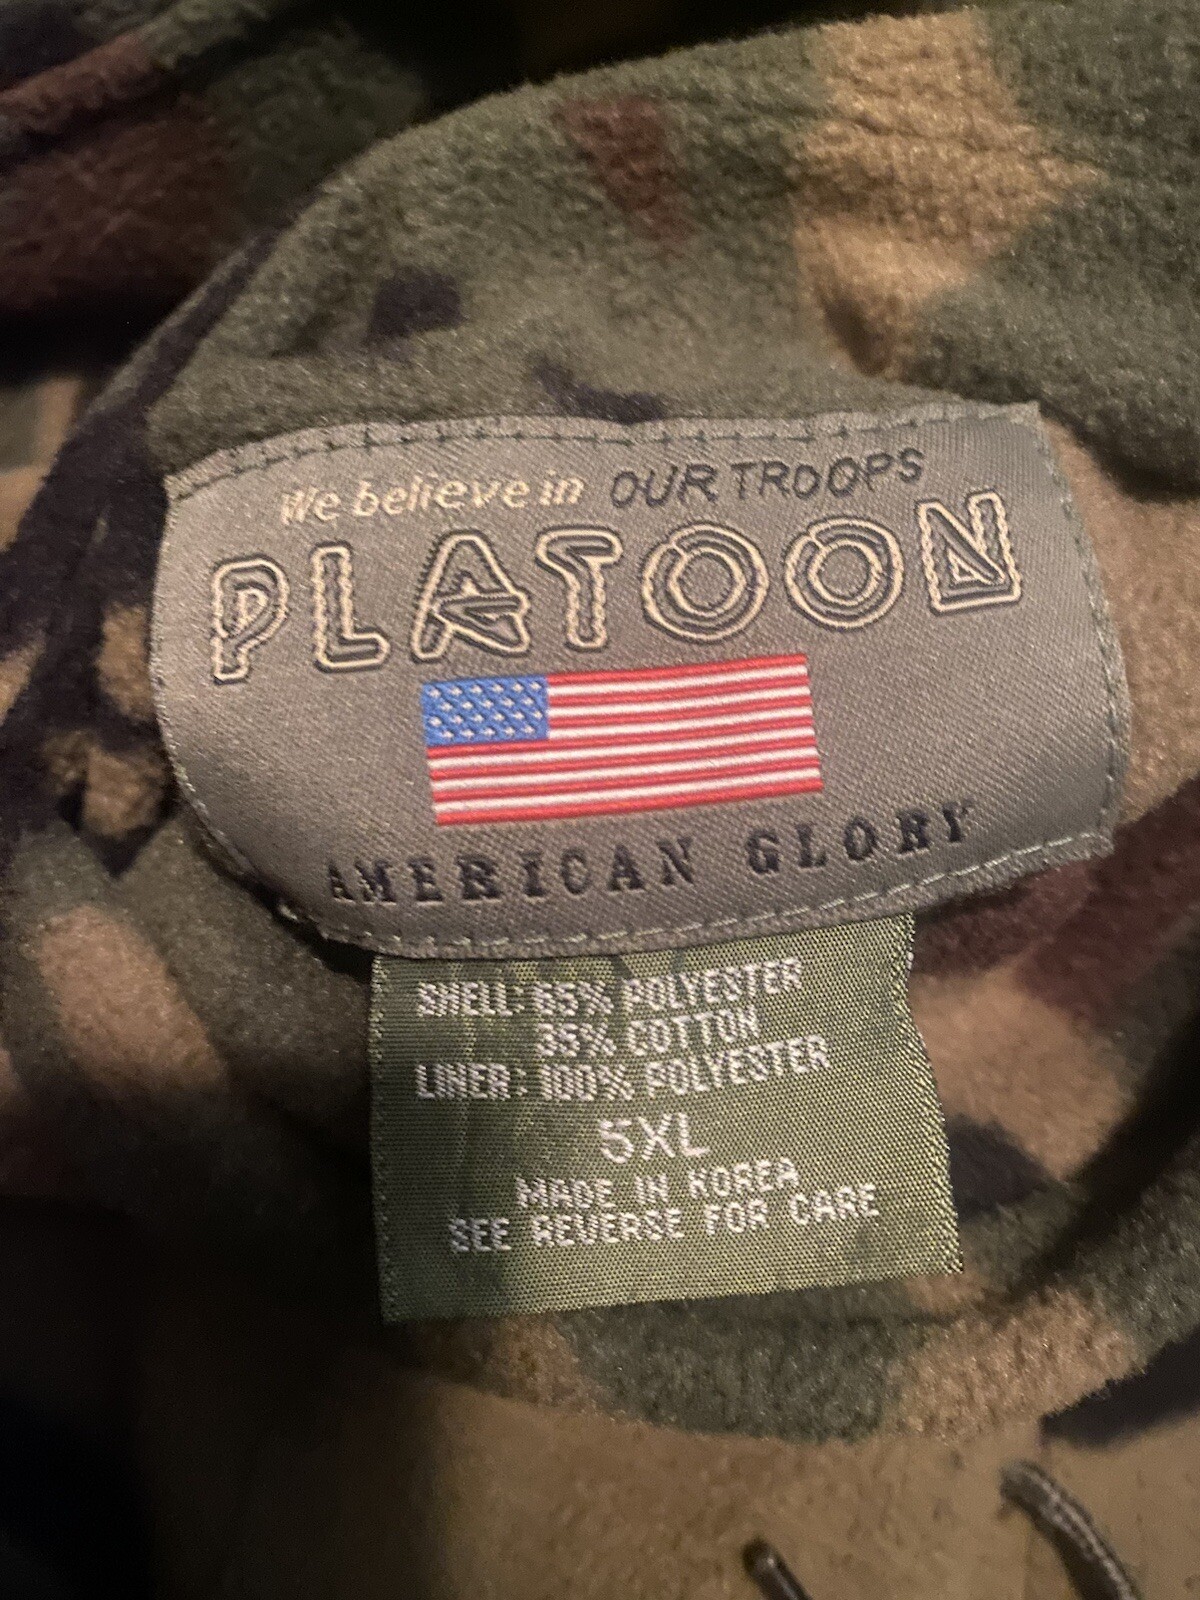 We believe in OUR TROOPS
PLATOON
AMERICAN GLORY
SHELL: 65% POLYESTER
35% COTTON
LINER: 100% POLYESTER
5XL
MADE IN KOREA
SEE REVERSE FOR CARE